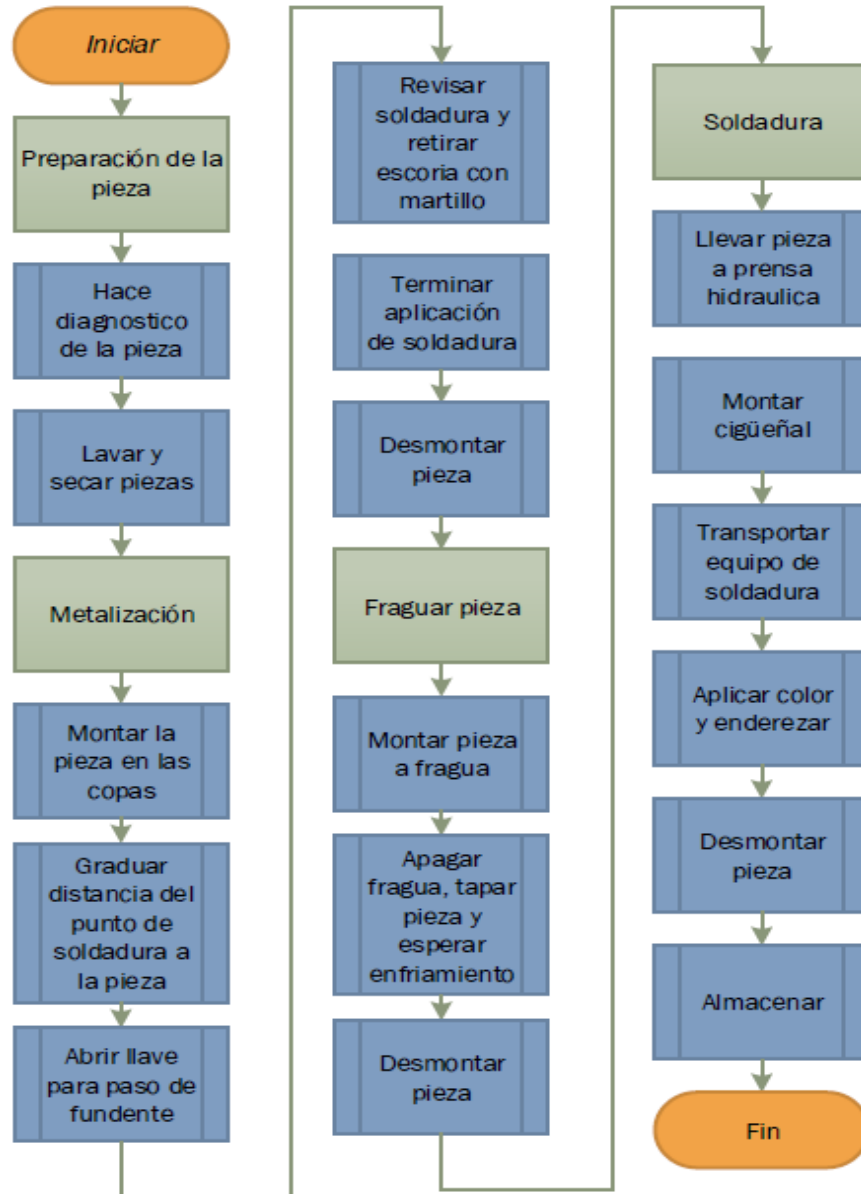 Iniciar
Preparación de la
pieza
Hace
diagnostico
de la pieza
Lavar y
secar piezas
Metalización
Montar la
pieza en las
copas
Graduar
distancia del
punto de
soldadura a
la pieza
Abrir llave
para paso de
fundente
Revisar
soldadura y
retirar
escoria con
martillo
Terminar
aplicación
de soldadura
Desmontar
pieza
Fraguar pieza
Montar pieza
a fragua
Apagar
fragua, tapar
pieza y
esperar
enfriamiento
Desmontar
pieza
Soldadura
Llevar pieza
a prensa
hidraulica
Montar
cigüeñal
Transportar
equipo de
soldadura
Aplicar color
y enderezar
Desmontar
pieza
Almacenar
Fin